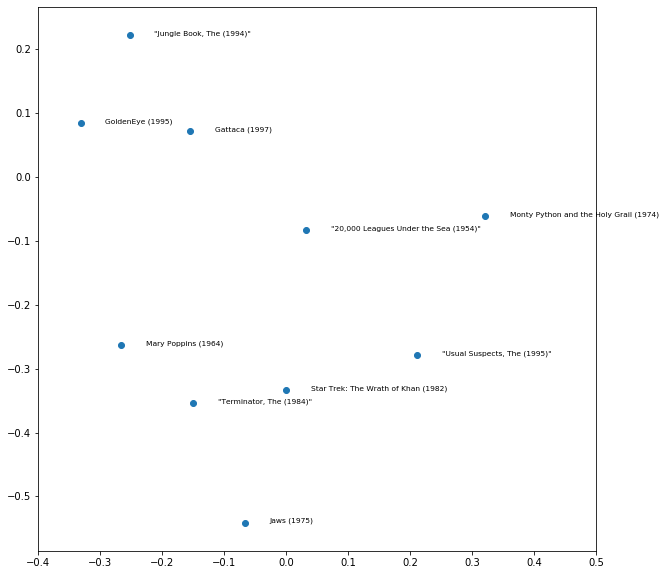 0.2
0.1
0.0
−0.1
−0.2
−0.3
−0.4
−0.5
"Jungle Book, The (1994)"
GoldenEye (1995)
Gattaca (1997)
Monty Python and the Holy Grail (1974)
"20,000 Leagues Under the Sea (1954)"
Mary Poppins (1964)
"Usual Suspects, The (1995)"
Star Trek: The Wrath of Khan (1982)
"Terminator, The (1984)"
Jaws (1975)
−0.4 −0.3 −0.2 −0.1 0.0 0.1 0.2 0.3 0.4 0.5